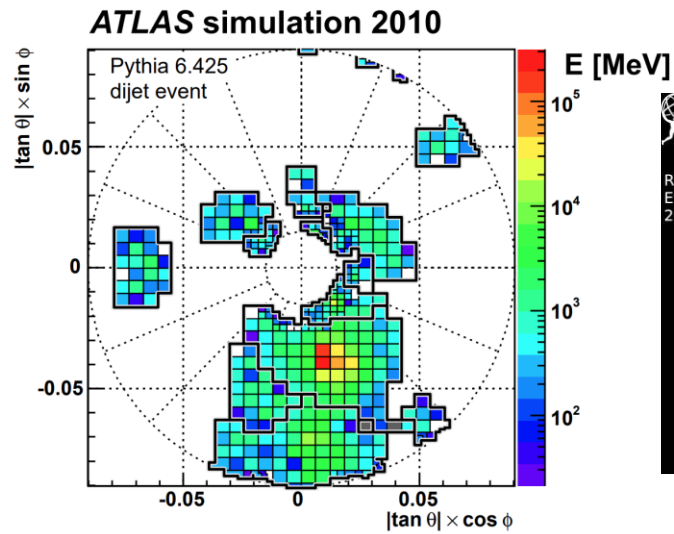 ATLAS simulation 2010
Pythia 6.425
dijet event
E [MeV]
|tan θ| × sin φ
0.05
0
-0.05
10^5
10^4
10^3
10^2
-0.05
0
0.05
|tan θ| × cos φ
R
E
2